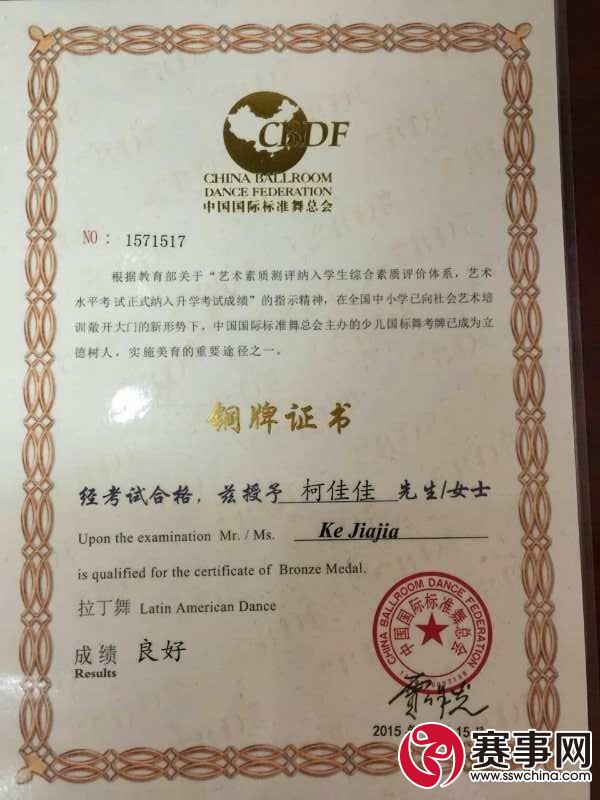 CBDF
CHINA BALLROOM
DANCE FEDERATION
中国国际标准舞总会
NO： 1571517
根据教育部关于“艺术素质测评纳入学生综合素质评价体系，艺术
水平考试正式纳入升学考试成绩”的指示精神，在全国中小学已向社会艺术培
训敞开大门的新形势下，中国国际标准舞总会主办的少儿国标舞考牌已成为立
德树人，实施美育的重要途径之一。
铜牌证书
经考试合格，兹授予 柯佳佳 先生/女士
Upon the examination Mr. / Ms. Ke Jiajia
is qualified for the certificate of Bronze Medal.
拉丁舞 Latin American Dance
成绩 良好
Results
CHINA BALLROOM DANCE FEDERATION
中国国际标准舞总会
2015 年 15
赛事网
www.sswchina.com